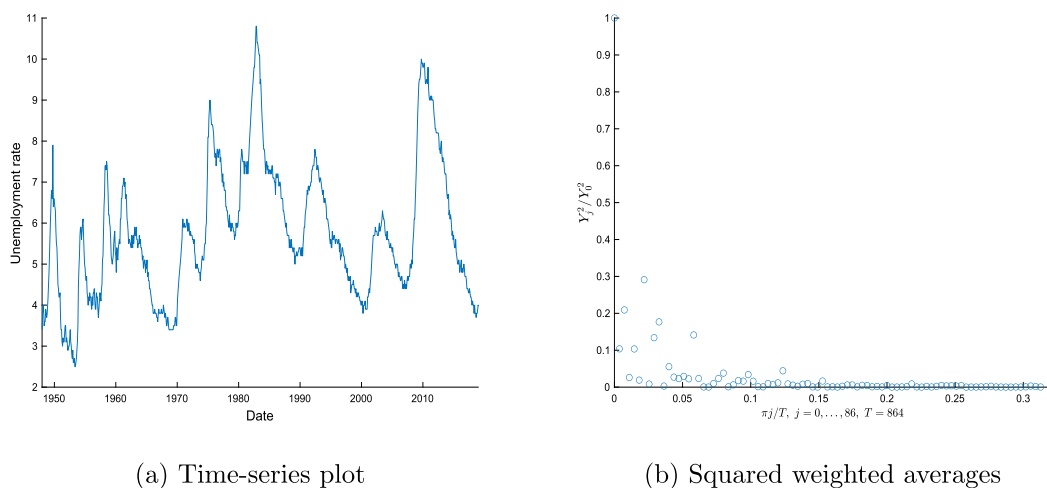 11
10
9
8
7
6
5
4
3
2
Unemployment rate
1950 1960 1970 1980 1990 2000 2010
Date
(a) Time-series plot
1
0.9
0.8
0.7
0.6
0.5
0.4
0.3
0.2
0.1
0
Y_j^2/Y_0^2
0 0.05 0.1 0.15 0.2 0.25 0.3
πj/T, j = 0, . . . , 86, T = 864
(b) Squared weighted averages